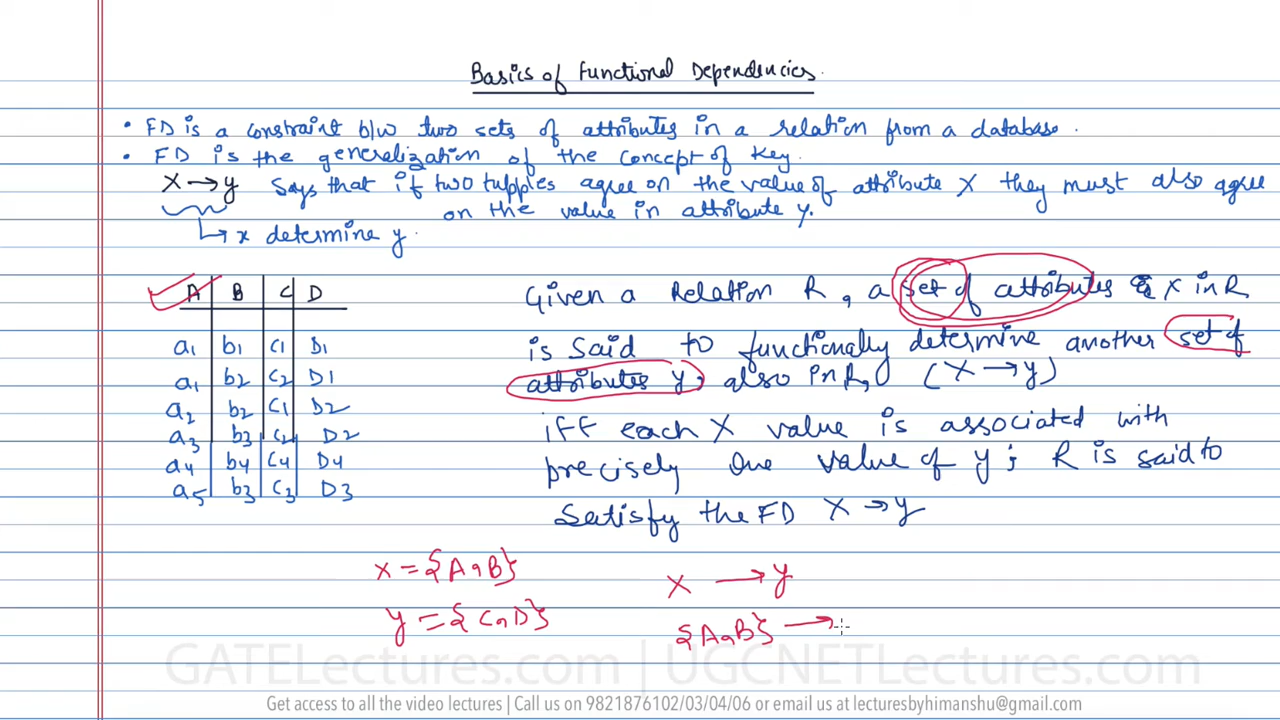 Basics of Functional Dependencies.
• FD is a constraint b/w two sets of attributes in a relation from a database.
• FD is the generalization of the concept of key.
X → y Says that if two tupples agree on the value of attribute X they must also agree
on the value in attribute y.
↳ x determine y.
A B C D
a1 b1 C1 D1
a1 b2 C2 D1
a2 b2 C1 D2
a3 b3 C2 D2
a4 b4 C4 D4
a5 b3 C3 D3
Given a Relation R, a set of attributes X in R
is said to functionally determine another set of
attributes y, also in R, (X → y)
iff each X value is associated with
precisely One value of y; R is said to
Satisfy the FD X → y
x = {A,B}
y = {C,D}
X → y
{A,B} →
GATELectures.com | UGCNETLectures.com
Get access to all the video lectures | Call us on 9821876102/03/04/06 or email us at lecturesbyhimanshu@gmail.com